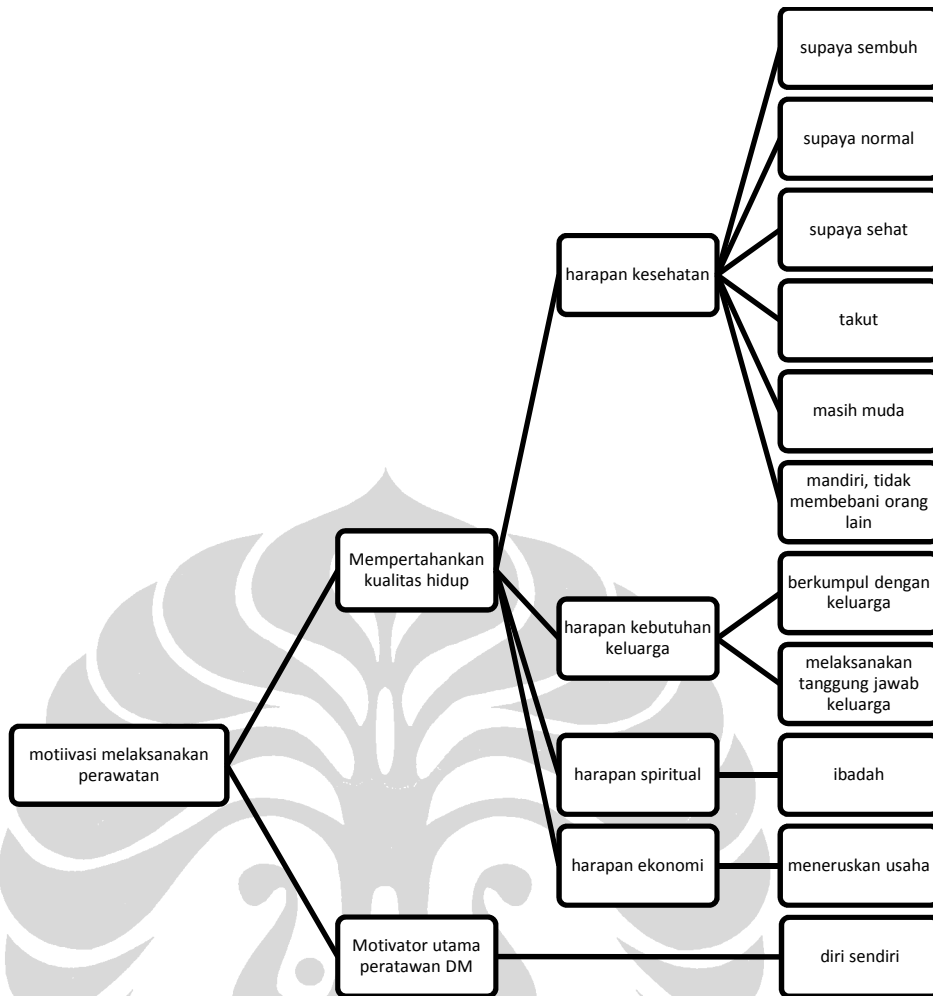 supaya sembuh
supaya normal
supaya sehat
harapan kesehatan
takut
masih muda
mandiri, tidak
membebani orang
lain
Mempertahankan
kualitas hidup
berkumpul dengan
keluarga
harapan kebutuhan
keluarga
melaksanakan
tanggung jawab
keluarga
motiivasi melaksanakan
perawatan
harapan spiritual
ibadah
harapan ekonomi
meneruskan usaha
Motivator utama
peratawan DM
diri sendiri